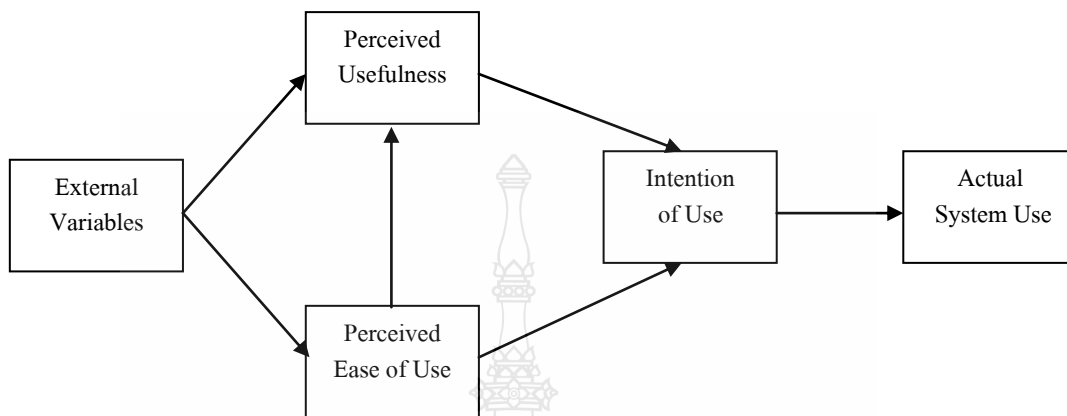 Perceived
Usefulness
External
Variables
Intention
of Use
Actual
System Use
Perceived
Ease of Use